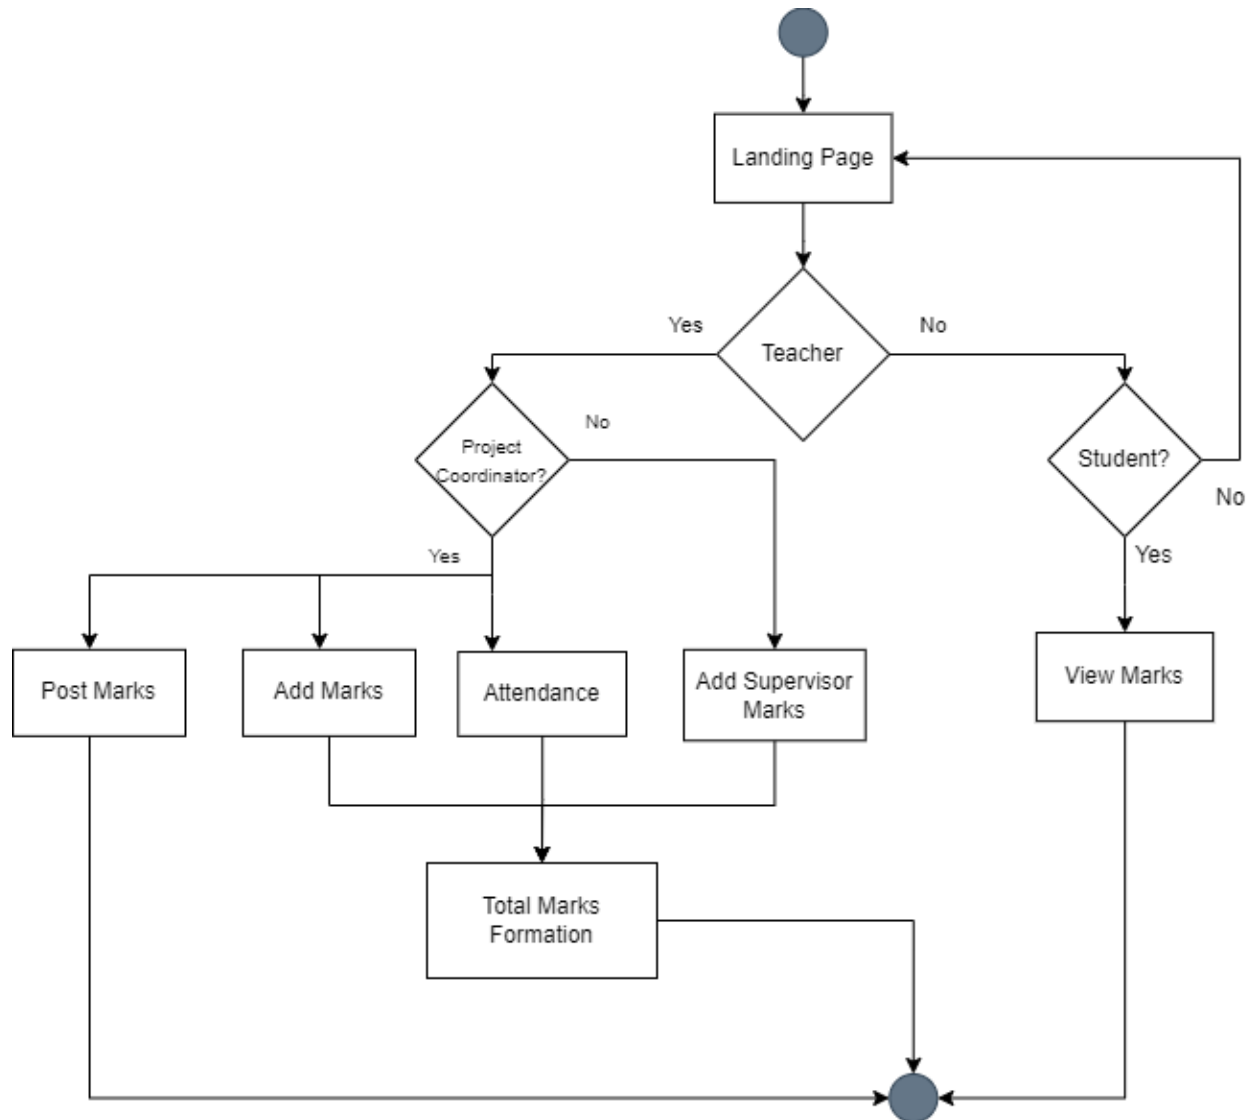 Landing Page
Yes
No
Teacher
No
Project
Coordinator?
Student?
No
Yes
Yes
Post Marks
Add Marks
Attendance
Add Supervisor
Marks
View Marks
Total Marks
Formation